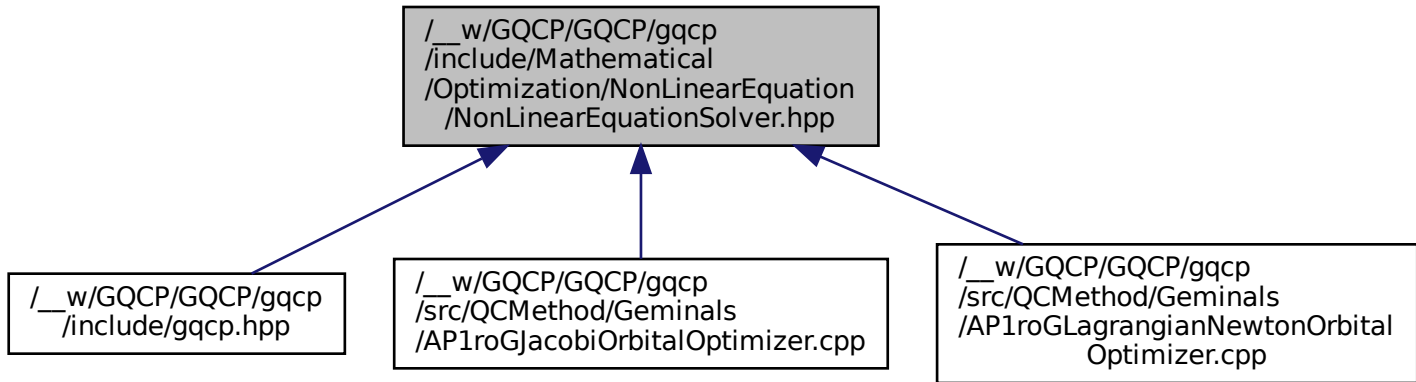 /__w/GQCP/GQCP/gqcp
/include/Mathematical
/Optimization/NonLinearEquation
/NonLinearEquationSolver.hpp
/__w/GQCP/GQCP/gqcp
/include/gqcp.hpp
/__w/GQCP/GQCP/gqcp
/src/QCMethod/Geminals
/AP1roGJacobiOrbitalOptimizer.cpp
/__w/GQCP/GQCP/gqcp
/src/QCMethod/Geminals
/AP1roGLagrangianNewtonOrbital
Optimizer.cpp